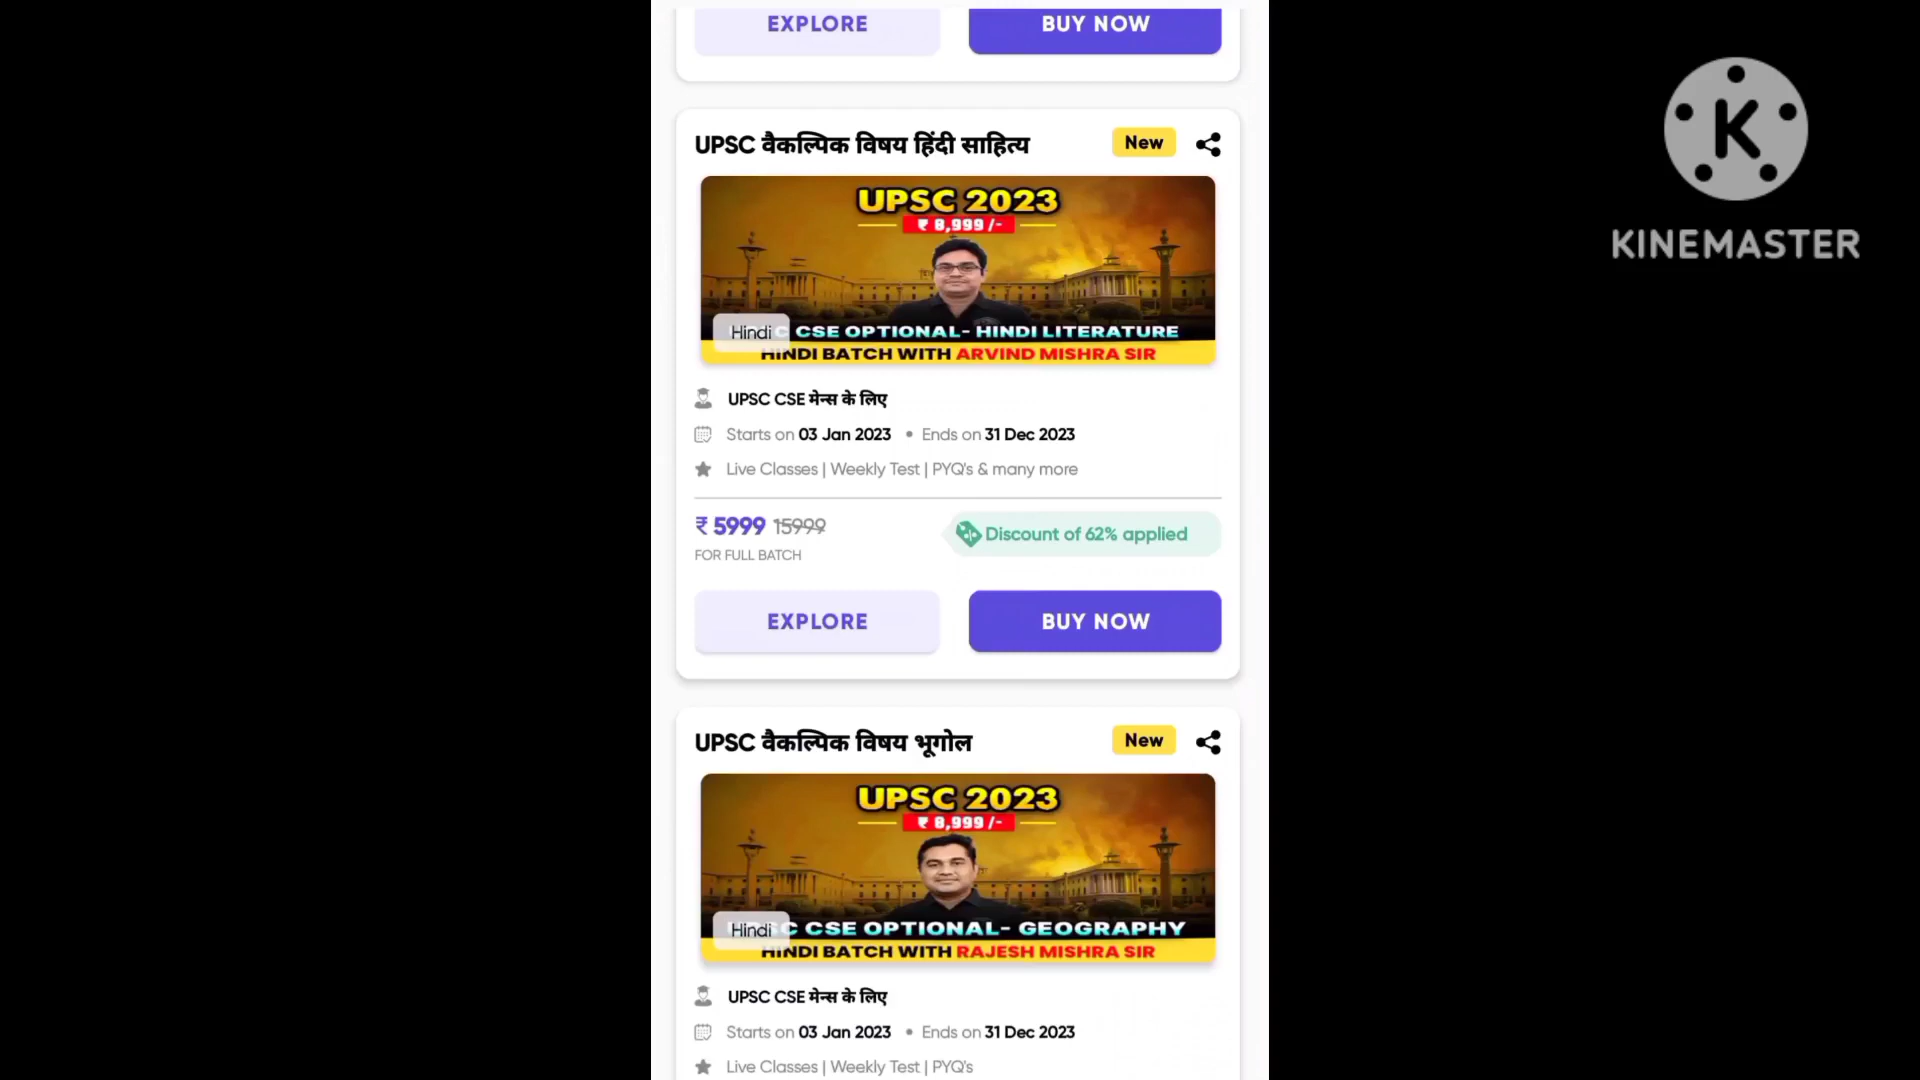 EXPLORE
BUY NOW
UPSC वैकल्पिक विषय हिंदी साहित्य
New
UPSC 2023
₹ 8,999/-
Hindi
C CSE OPTIONAL- HINDI LITERATURE
HINDI BATCH WITH ARVIND MISHRA SIR
UPSC CSE मेन्स के लिए
Starts on 03 Jan 2023 • Ends on 31 Dec 2023
Live Classes | Weekly Test | PYQ's & many more
₹ 5999 15999
Discount of 62% applied
FOR FULL BATCH
EXPLORE
BUY NOW
UPSC वैकल्पिक विषय भूगोल
New
UPSC 2023
₹ 8,999/-
Hindi
C CSE OPTIONAL- GEOGRAPHY
HINDI BATCH WITH RAJESH MISHRA SIR
UPSC CSE मेन्स के लिए
Starts on 03 Jan 2023 • Ends on 31 Dec 2023
Live Classes | Weekly Test | PYQ's
K
KINEMASTER